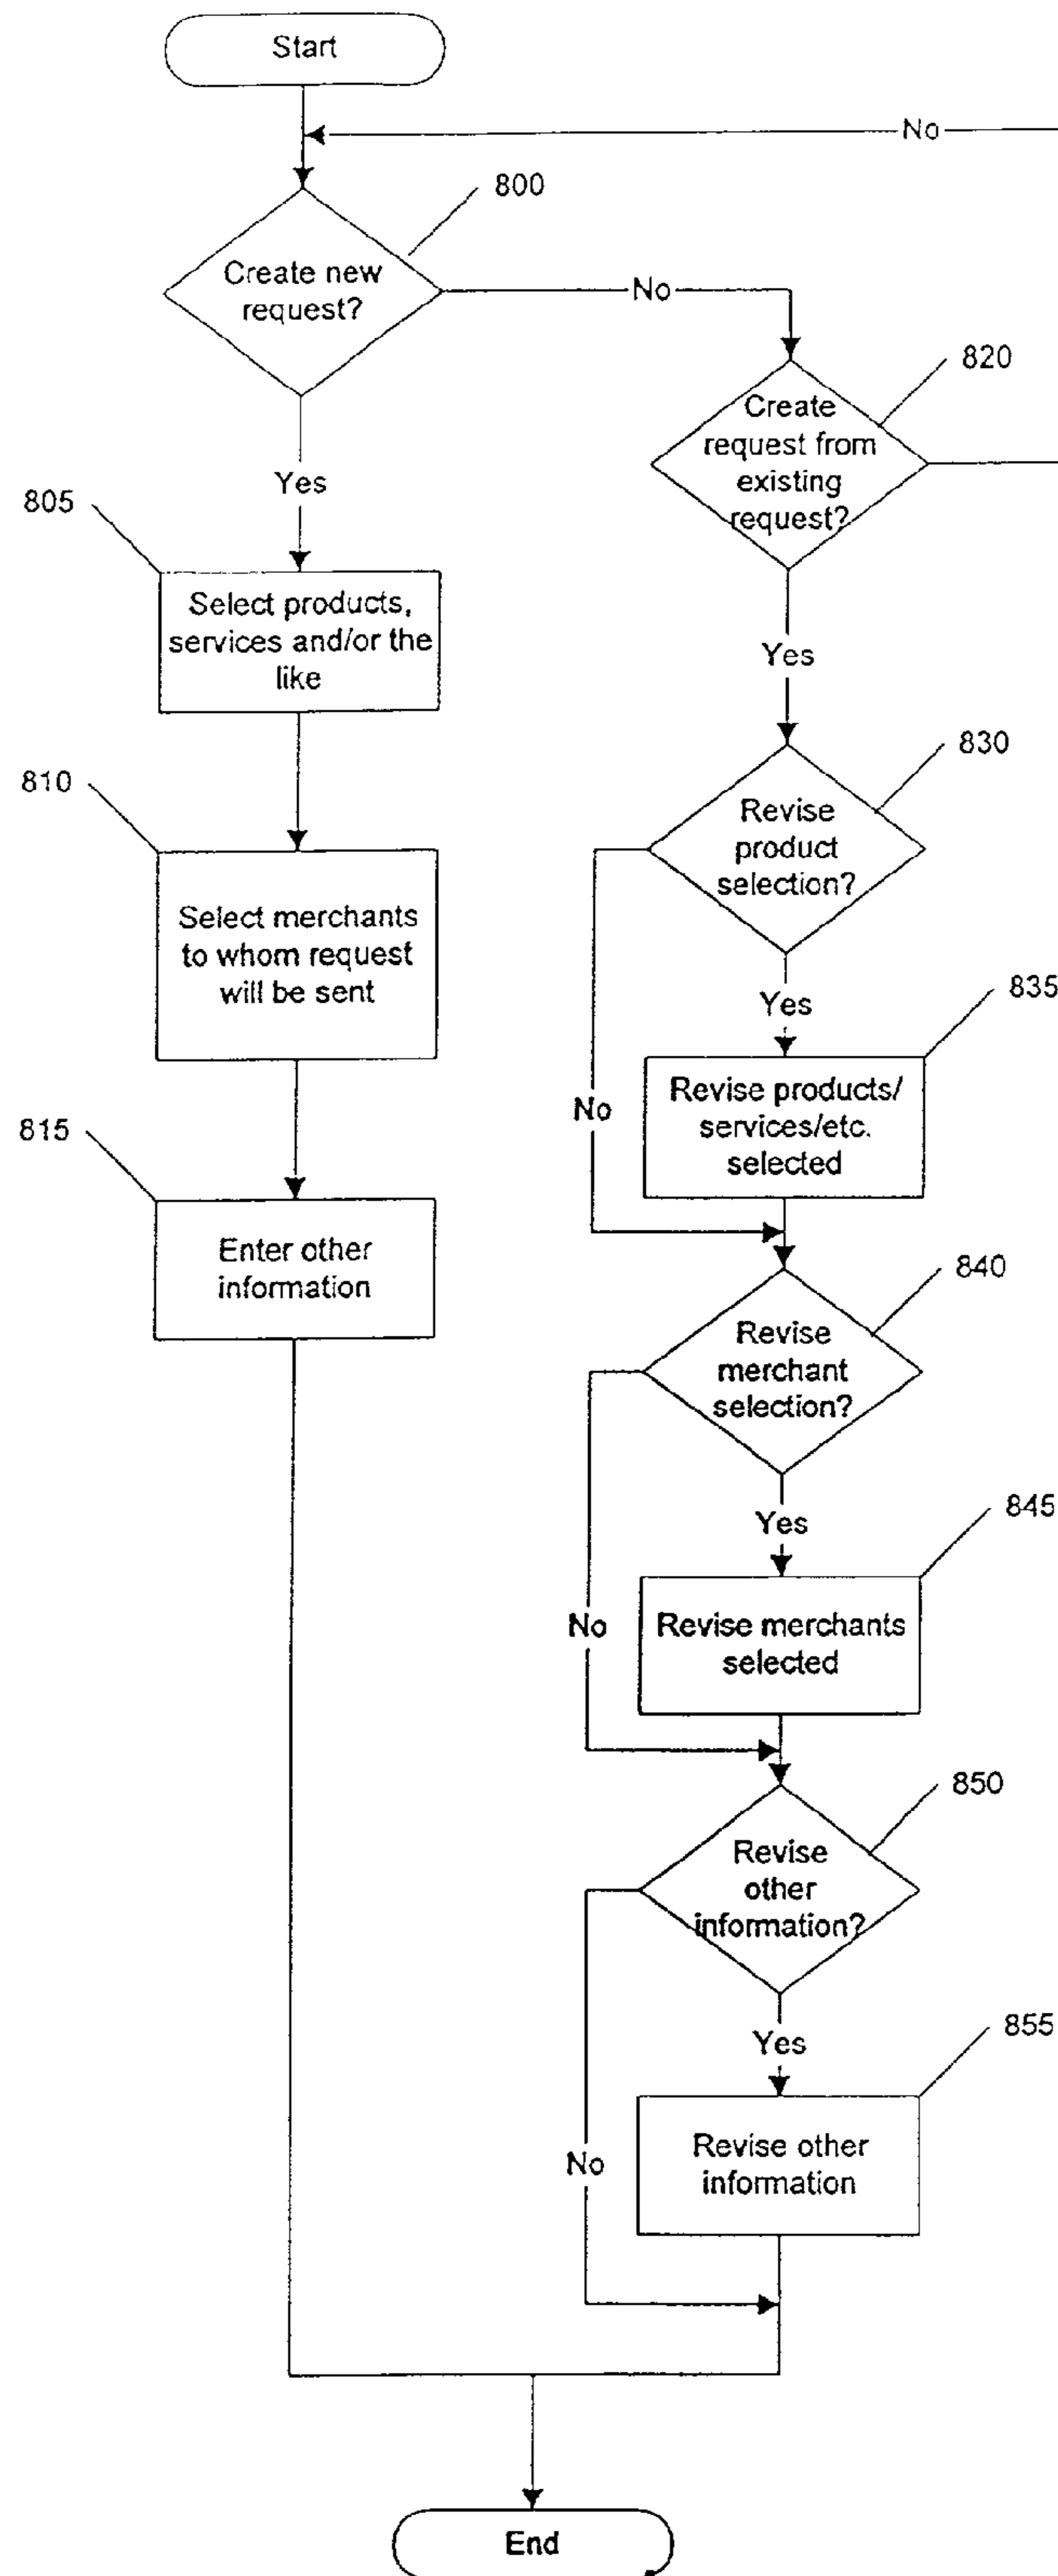 Start
No
800
Create new
request?
No
820
Create
request from
existing
request?
Yes
805
Select products,
services and/or the
like
Yes
830
810
Revise
product
selection?
Select merchants
to whom request
will be sent
Yes
835
Revise products/
services/etc.
selected
No
815
Enter other
information
840
Revise
merchant
selection?
Yes
845
Revise merchants
selected
No
850
Revise
other
information?
Yes
855
Revise other
information
No
End